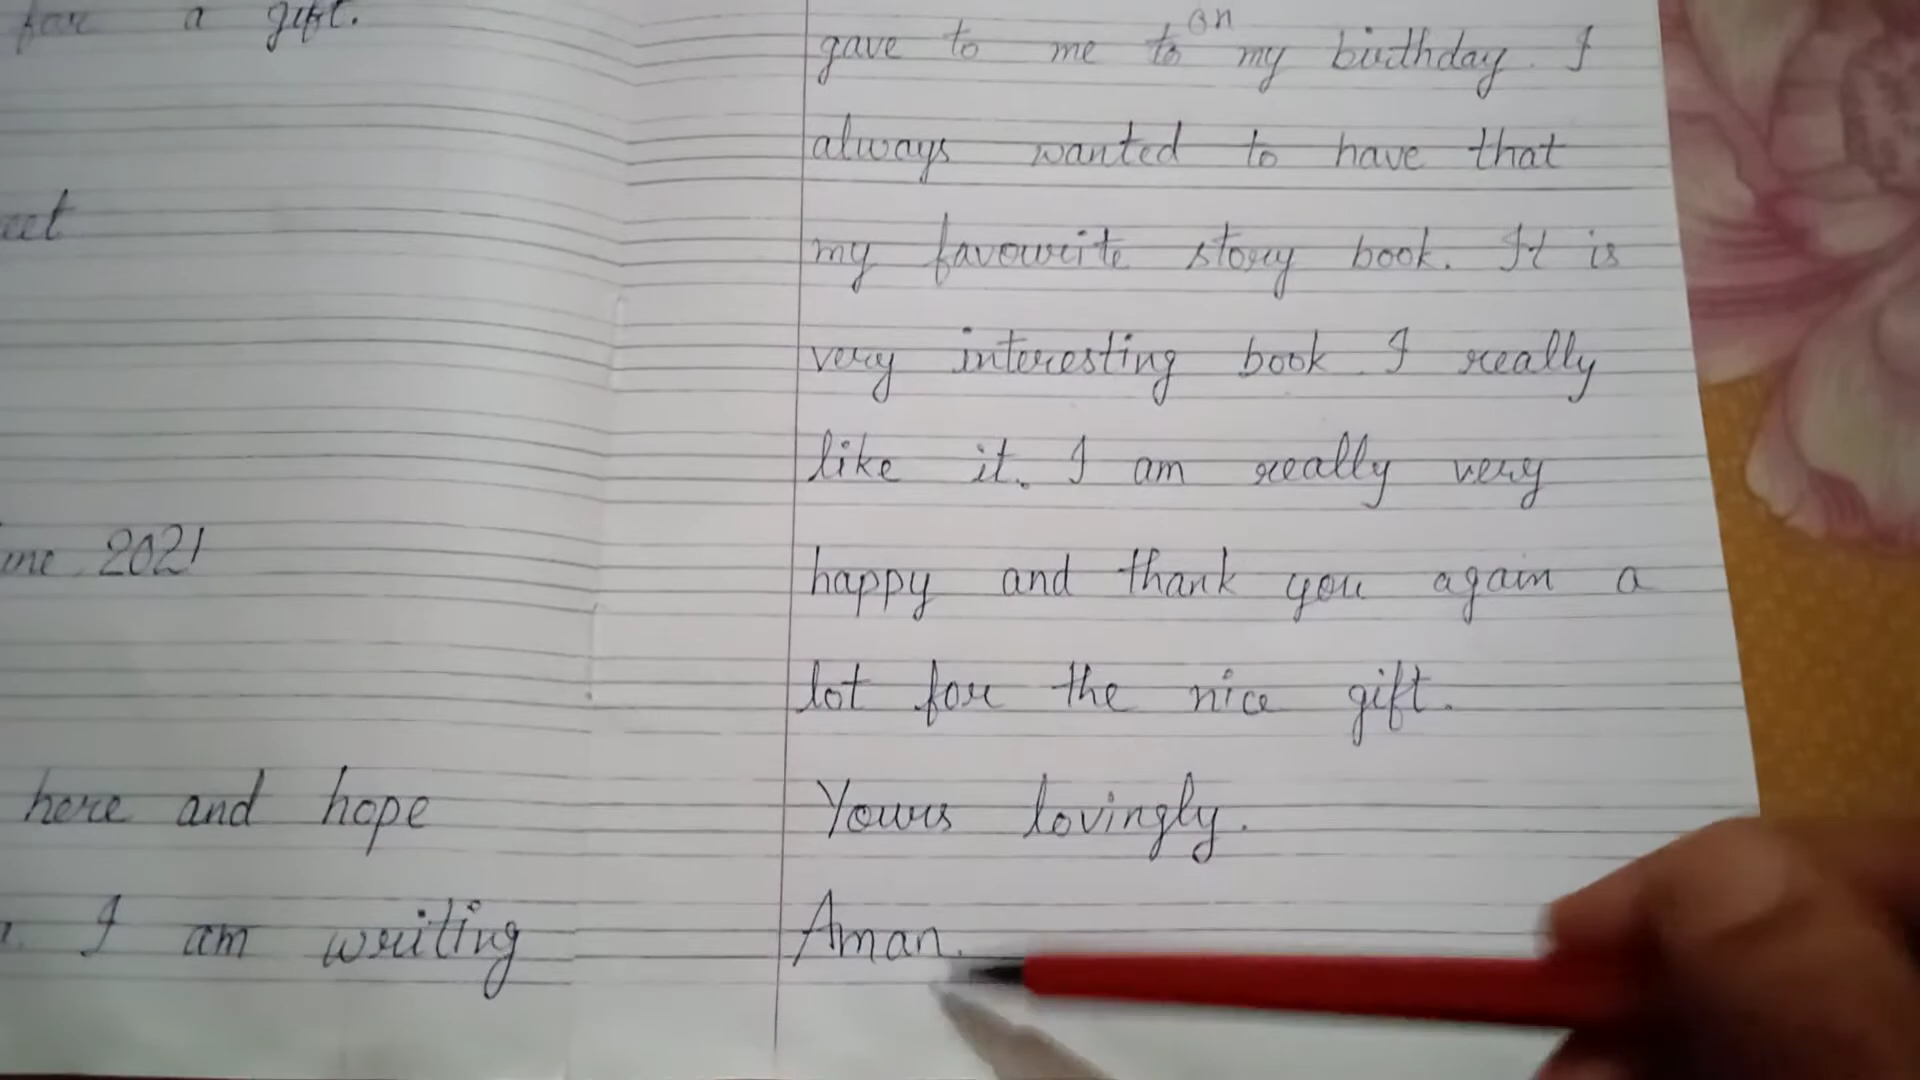 for a gift.
2021
here and hope
I am writing
gave to me to on my birthday. I
always wanted to have that
my favourite story book. It is
very interesting book. I really
like it. I am really very
happy and thank you again a
lot for the nice gift.
Yours lovingly.
Aman.